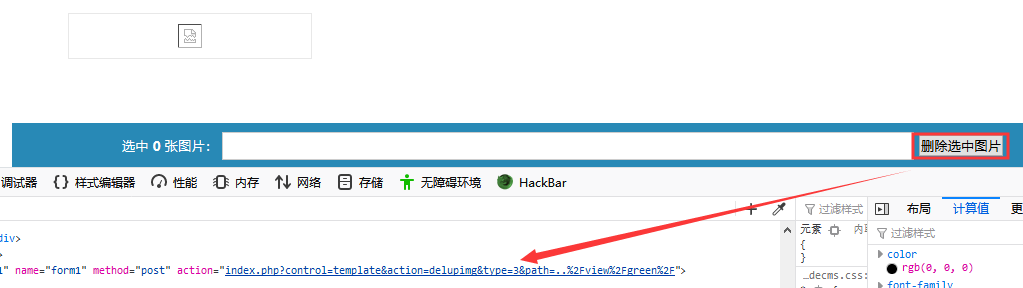 选中 0 张图片：
删除选中图片
调试器 {} 样式编辑器 性能 内存 网络 存储 无障碍环境 HackBar
+ 过滤样式 布局 计算值 更
div>
元素 内联
过滤样式
{
}
color
rgb(0, 0, 0)
1" name="form1" method="post" action="index.php?control=template&action=delupimg&type=3&path=..%2Fview%2Fgreen%2F">
…decms.css:
font-family